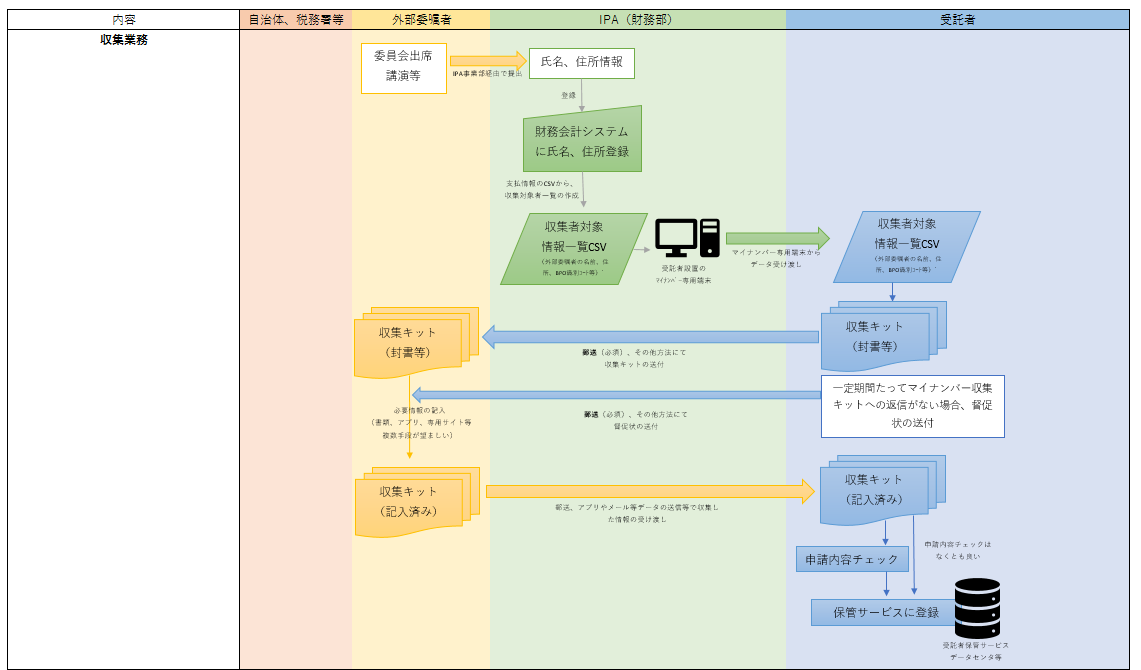 内容
自治体、税務署等
外部委嘱者
IPA（財務部）
受託者
収集業務
委員会出席
講演等
IPA事業部経由で提出
氏名、住所情報
登録
財務会計システム
に氏名、住所登録
支払情報のCSVから、
収集対象者一覧の作成
収集者対象
情報一覧CSV
（外部委嘱者の名前、住
所、BPO識別ｺｰﾄﾞ等）
受託者設置の
ﾏｲﾅﾝﾊﾞｰ専用端末
マイナンバー専用端末から
データ受け渡し
収集者対象
情報一覧CSV
（外部委嘱者の名前、住
所、BPO識別ｺｰﾄﾞ等）
収集キット
（封書等）
郵送（必須）、その他方法にて
収集キットの送付
収集キット
（封書等）
必要情報の記入
（書類、アプリ、専用サイト等
複数手段が望ましい）
郵送（必須）、その他方法にて
督促状の送付
一定期間たってマイナンバー収集
キットへの返信がない場合、督促
状の送付
収集キット
（記入済み）
郵送、アプリやメール等データの送信等で収集し
た情報の受け渡し
収集キット
（記入済み）
申請内容チェックは
なくとも良い
申請内容チェック
保管サービスに登録
受託者保管サービス
データセンタ等